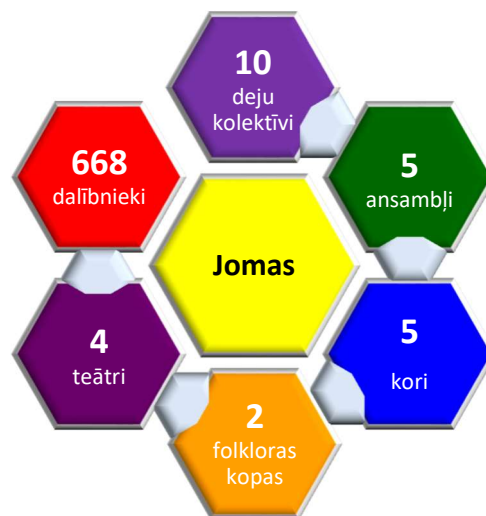 10
deju
kolektīvi
668
dalībnieki
5
ansambļi
Jomas
4
teātri
5
kori
2
folkloras
kopas